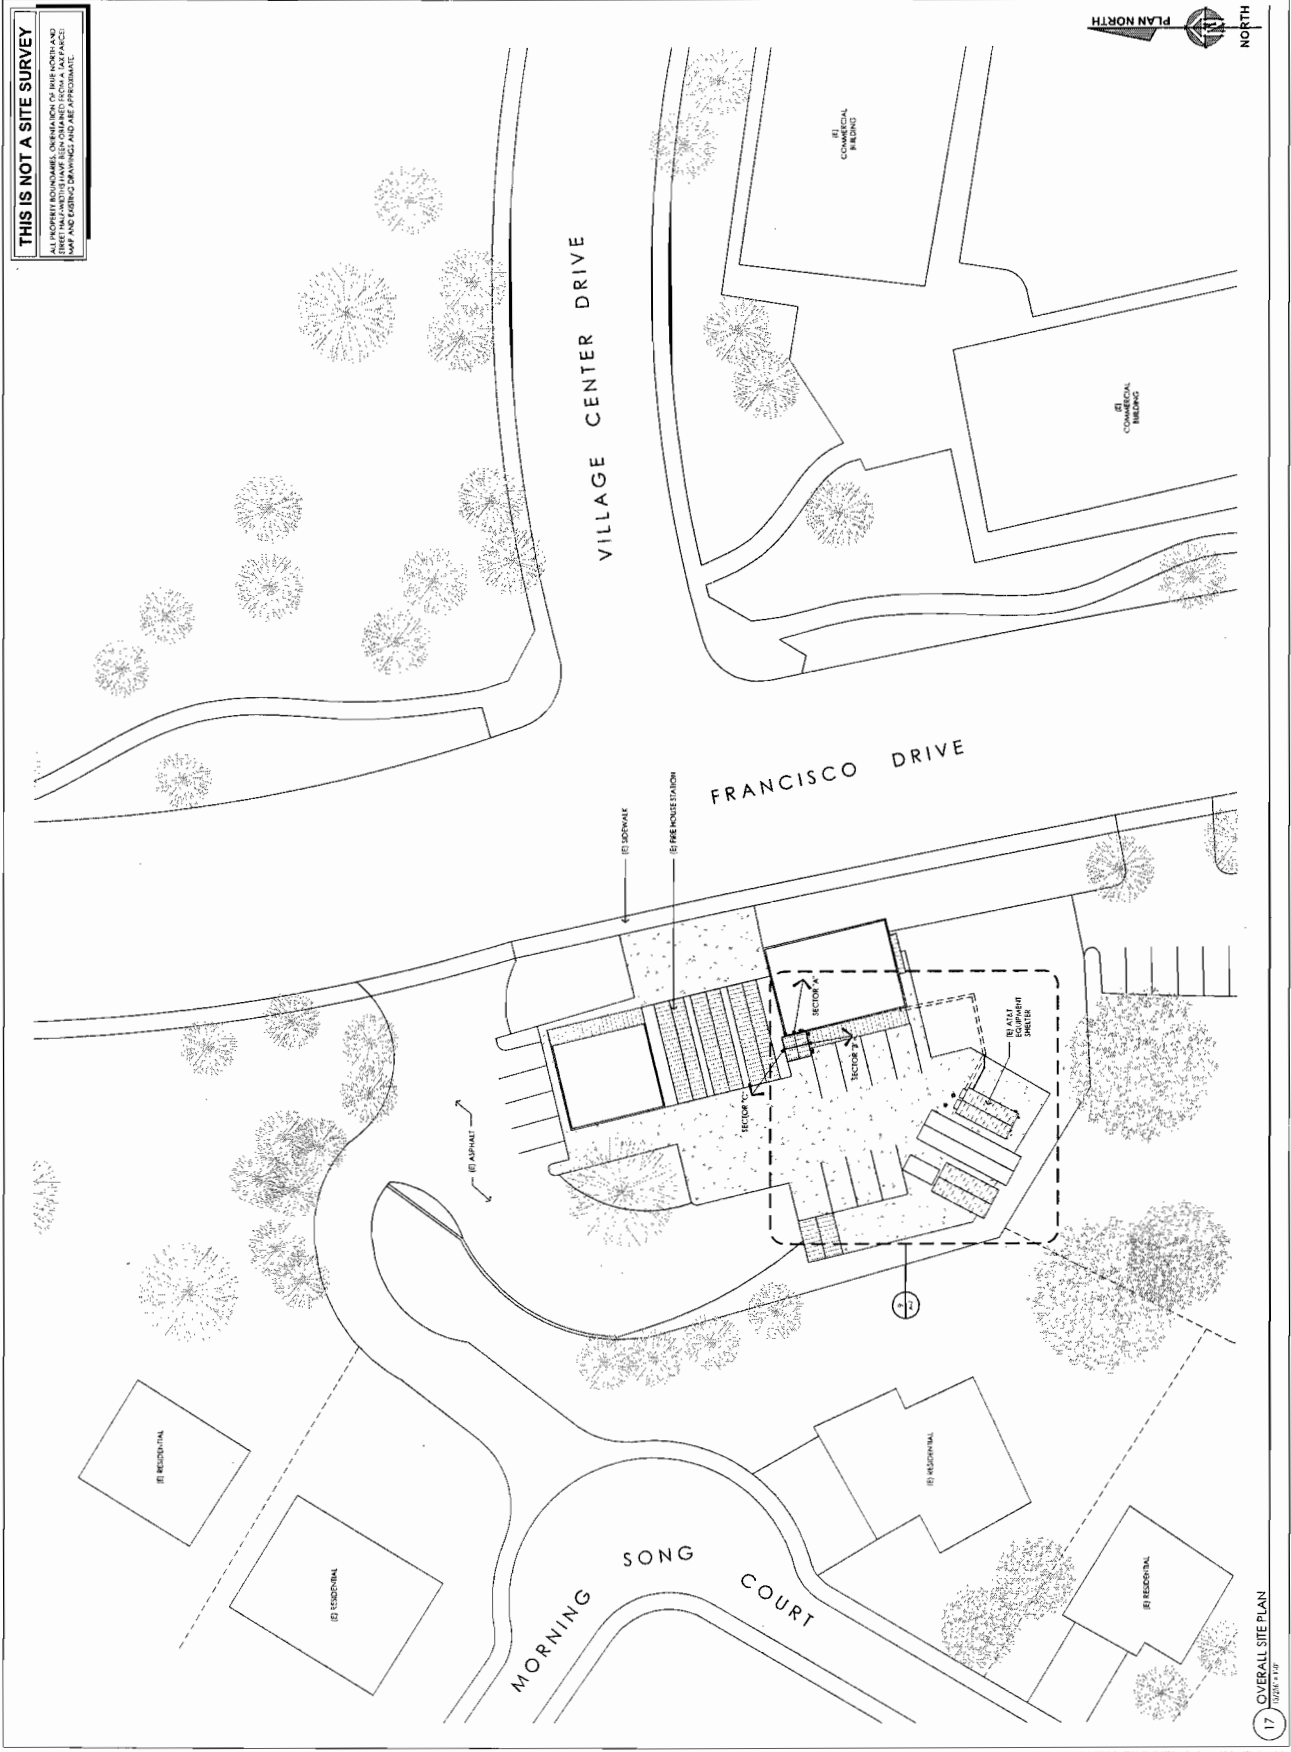 THIS IS NOT A SITE SURVEY
ALL PROPERTY BOUNDARIES, ORIENTATION OF TRUE NORTH AND
STREET HALF-WIDTHS HAVE BEEN OBTAINED FROM A TAX PARCEL
MAP AND EXISTING DRAWINGS AND ARE APPROXIMATE.
PLAN NORTH
NORTH
(E)
COMMERCIAL
BUILDING
(E)
COMMERCIAL
BUILDING
VILLAGE CENTER DRIVE
FRANCISCO DRIVE
(E) SIDEWALK
(E) FIRE HOUSE STATION
SECTOR "A"
SECTOR
SECTOR "C"
(E) AT&T
EQUIPMENT
SHELTER
(E) ASPHALT
(E) RESIDENTIAL
(E) RESIDENTIAL
(E) RESIDENTIAL
(E) RESIDENTIAL
MORNING
SONG
COURT
17
OVERALL SITE PLAN